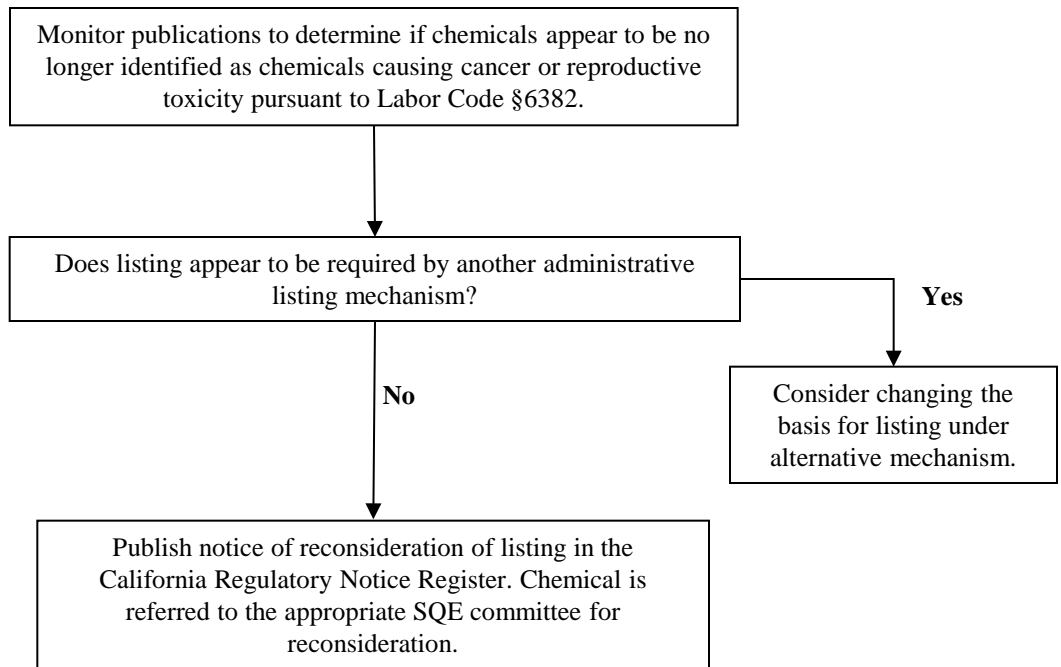 Monitor publications to determine if chemicals appear to be no
longer identified as chemicals causing cancer or reproductive
toxicity pursuant to Labor Code §6382.
Does listing appear to be required by another administrative
listing mechanism?
Yes
No
Consider changing the
basis for listing under
alternative mechanism.
Publish notice of reconsideration of listing in the
California Regulatory Notice Register. Chemical is
referred to the appropriate SQE committee for
reconsideration.